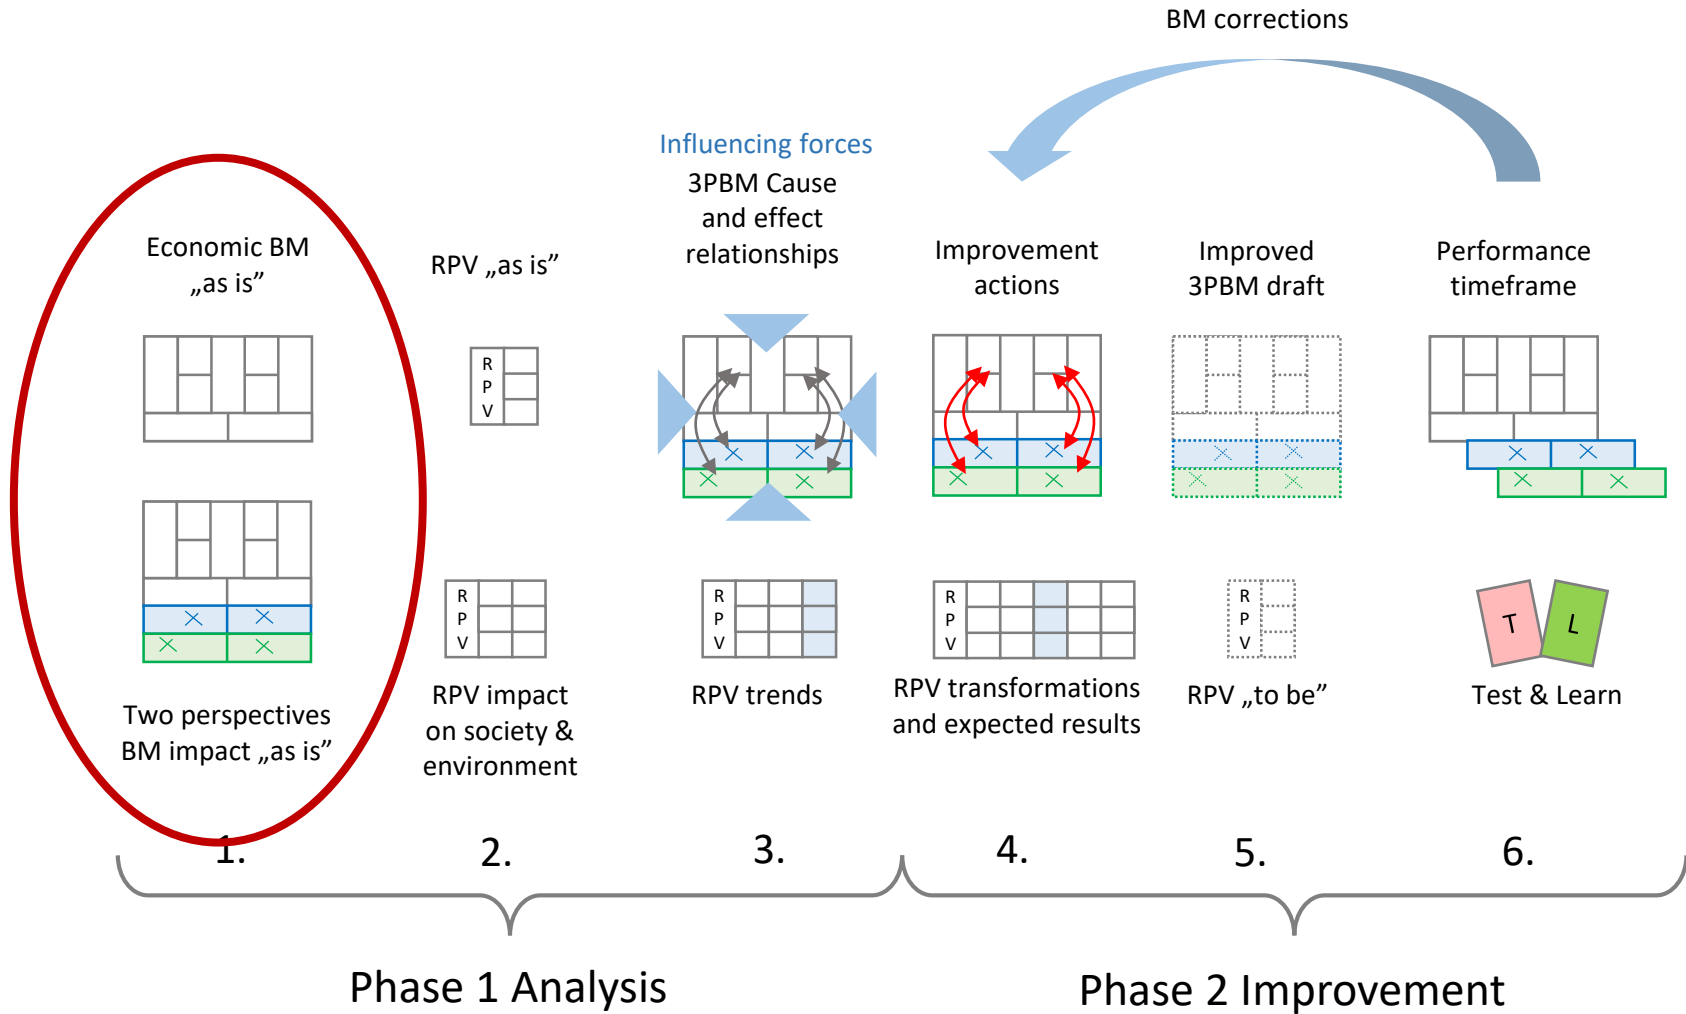 BM corrections
Influencing forces
3PBM Cause
and effect
relationships
Economic BM
„as is”
RPV „as is”
Improvement
actions
Improved
3PBM draft
Performance
timeframe
R
P
V
R
P
V
R
P
V
R
P
V
R
P
V
T
L
Two perspectives
BM impact „as is”
RPV impact
on society &
environment
RPV trends
RPV transformations
and expected results
RPV „to be”
Test & Learn
1.
2.
3.
4.
5.
6.
Phase 1 Analysis
Phase 2 Improvement